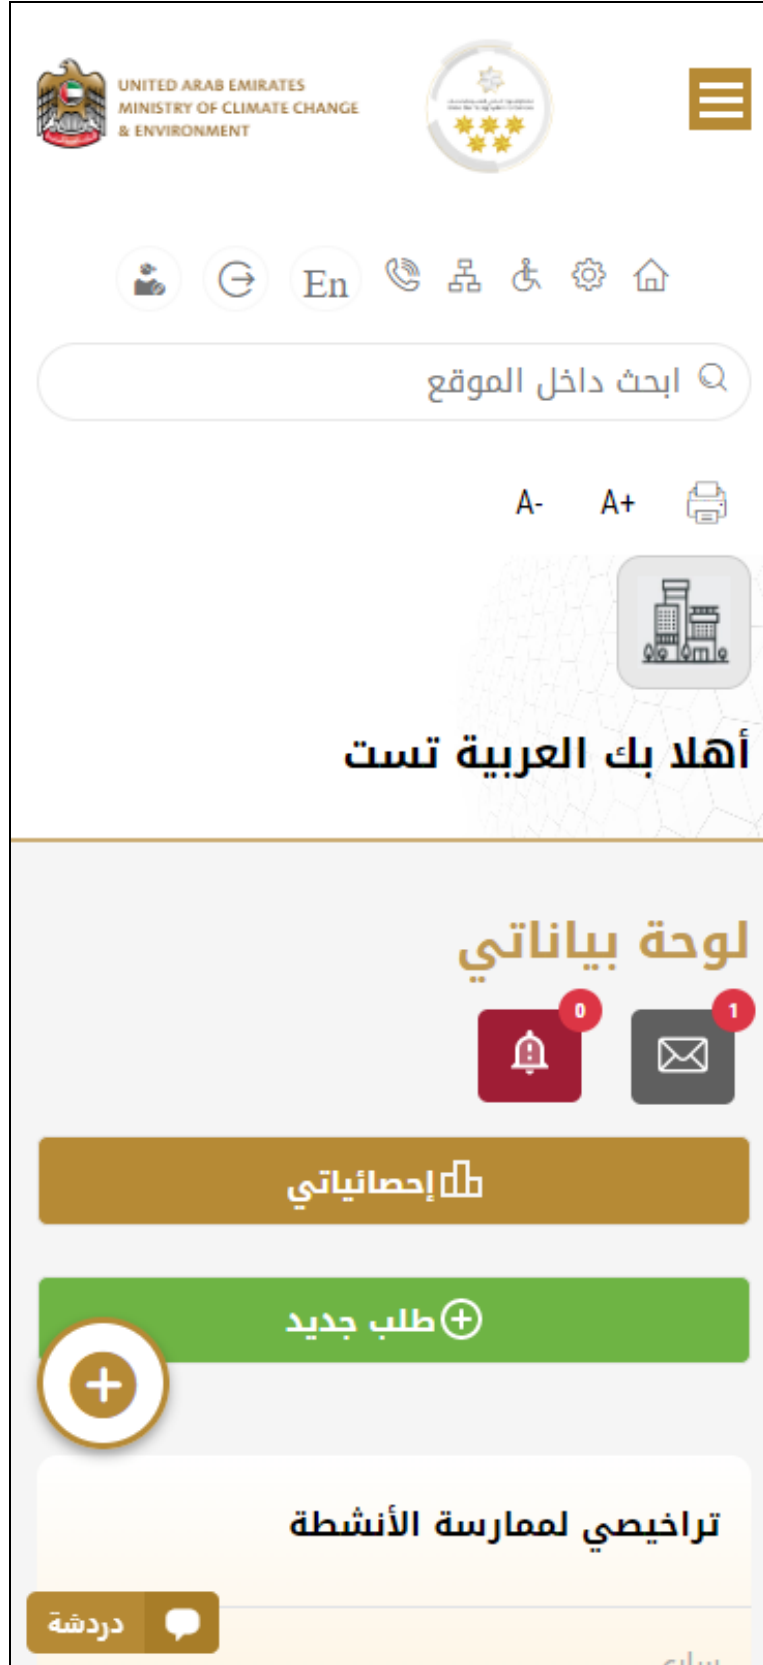 UNITED ARAB EMIRATES
MINISTRY OF CLIMATE CHANGE
& ENVIRONMENT
En
ابحث داخل الموقع
A+ A-
أهلا بك العربية تست
لوحة بياناتي
1 0
إحصائياتي
طلب جديد
تراخيصي لممارسة الأنشطة
دردشة